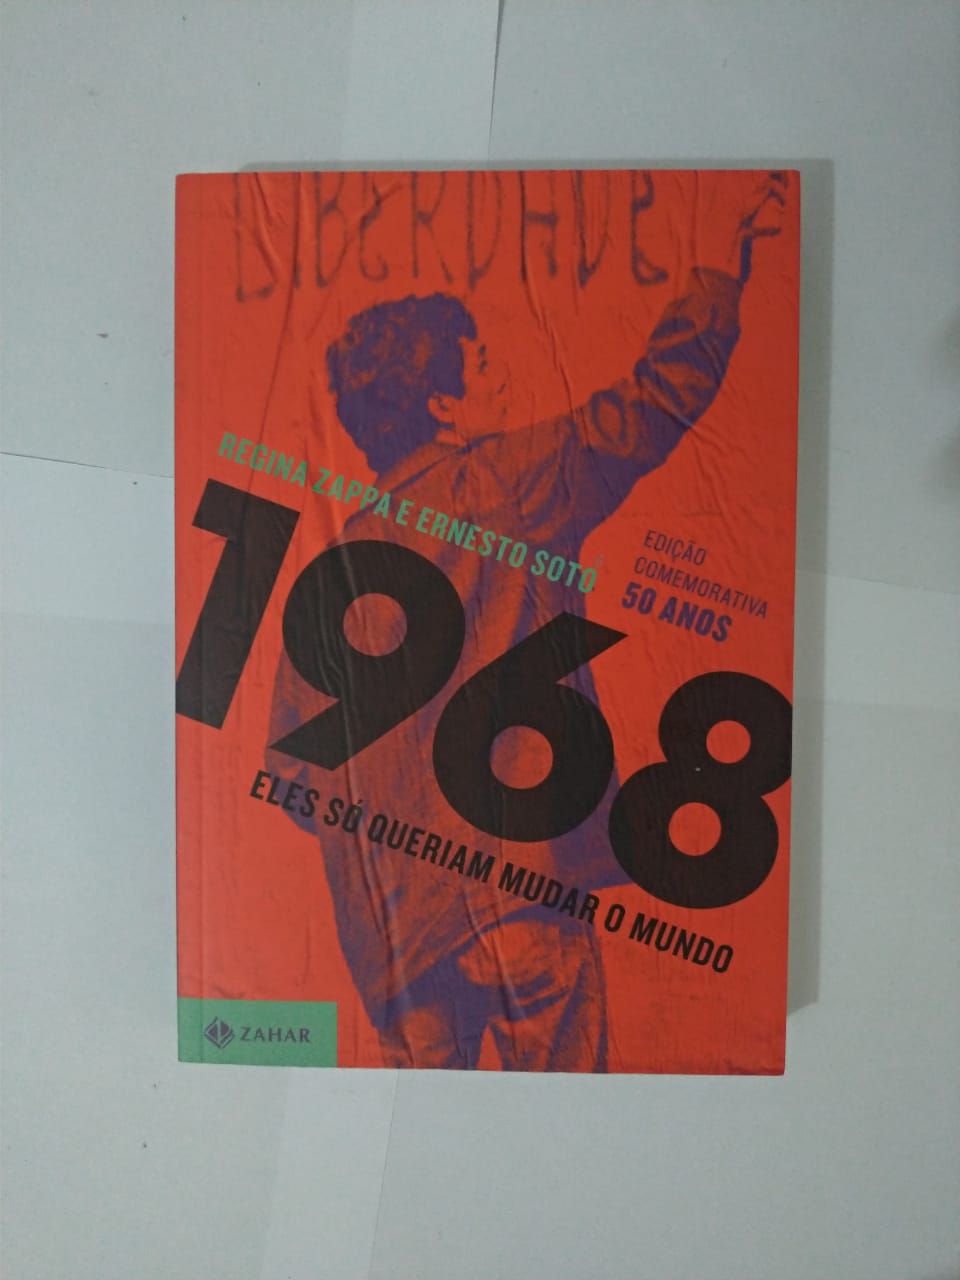 LIBERDADE
REGINA ZAPPA E ERNESTO SOTO
EDIÇÃO
COMEMORATIVA
50 ANOS
1968
ELES SÓ QUERIAM MUDAR O MUNDO
ZAHAR